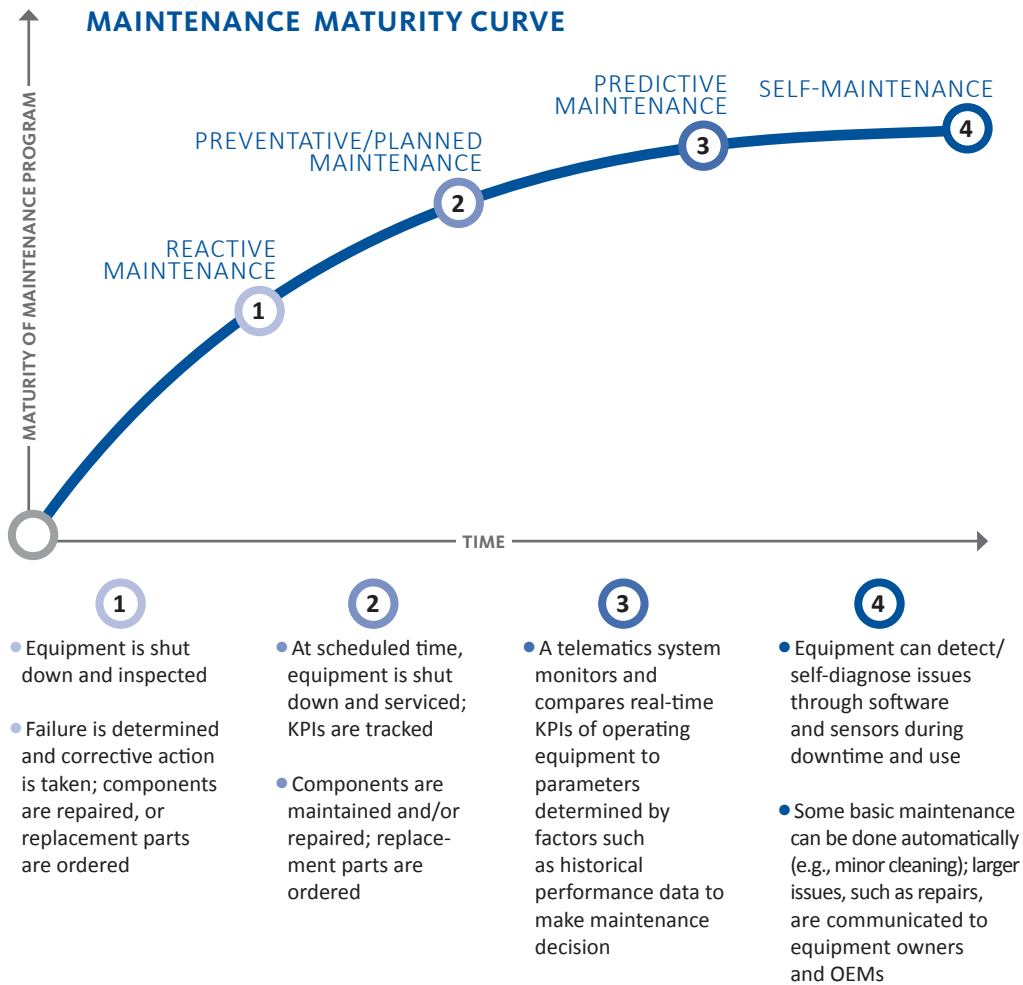 MAINTENANCE MATURITY CURVE
MATURITY OF MAINTENANCE PROGRAM
REACTIVE
MAINTENANCE
1
PREVENTATIVE/PLANNED
MAINTENANCE
2
PREDICTIVE
MAINTENANCE
3
SELF-MAINTENANCE
4
TIME
1
• Equipment is shut
down and inspected
• Failure is determined
and corrective action
is taken; components
are repaired, or
replacement parts
are ordered
2
• At scheduled time,
equipment is shut
down and serviced;
KPIs are tracked
• Components are
maintained and/or
repaired; replace-
ment parts are
ordered
3
• A telematics system
monitors and
compares real-time
KPIs of operating
equipment to
parameters
determined by
factors such
as historical
performance data to
make maintenance
decision
4
• Equipment can detect/
self-diagnose issues
through software
and sensors during
downtime and use
• Some basic maintenance
can be done automatically
(e.g., minor cleaning); larger
issues, such as repairs,
are communicated to
equipment owners
and OEMs